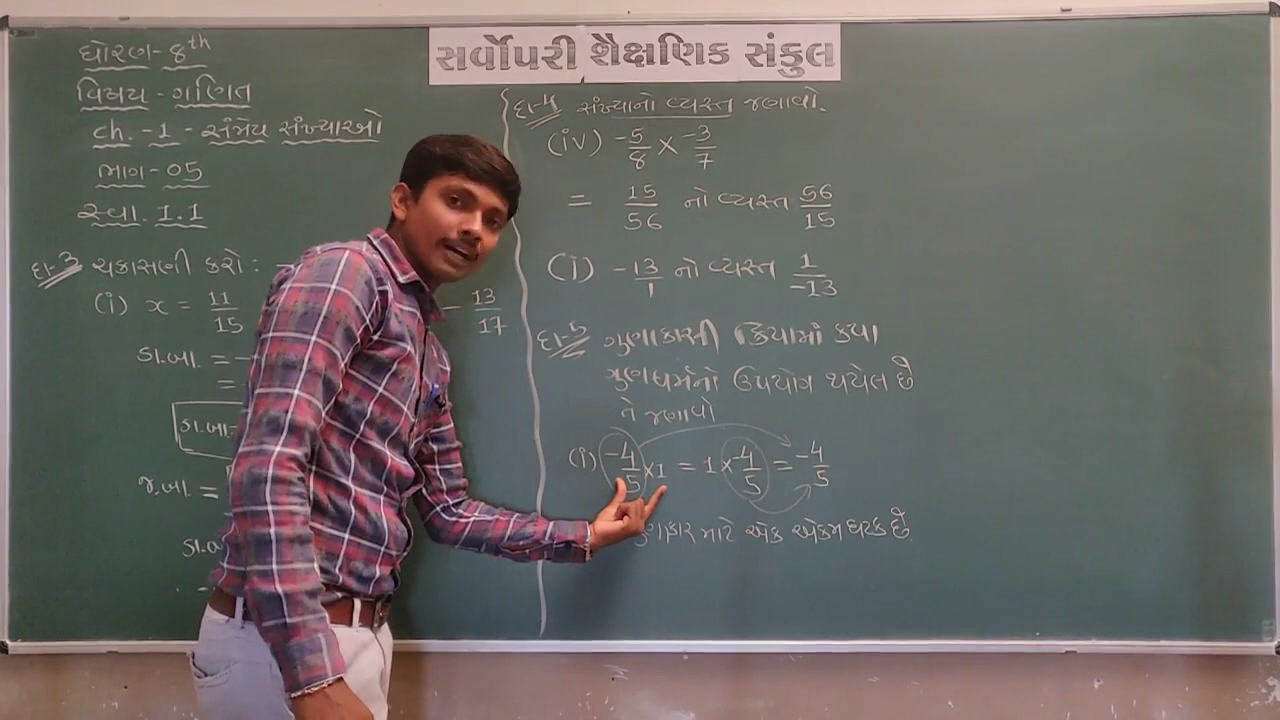 સર્વોપરી શૈક્ષણિક સંકુલ
ધોરણ - 8th
વિષય - ગણિત
ch. -1 - સંમેય સંખ્યાઓ
ભાગ - 05
સ્વા. 1.1
દા-3 ચકાસણી કરો :
(i) x = 11/15
- 13/17
ડા.બા. = -
=
ડા.બા.
જ.બા. =
દા-4 સંખ્યાનો વ્યસ્ત જણાવો.
(iv) -5/8 × -3/7
= 15/56 નો વ્યસ્ત 56/15
(i) -13/1 નો વ્યસ્ત 1/-13
દા-5 ગુણાકારની ક્રિયામાં કયા
ગુણધર્મનો ઉપયોગ થયેલ છે
તે જણાવો
(i) -4/5 × 1 = 1 × -4/5 = -4/5
માટે એક એકમ ઘટક છે.